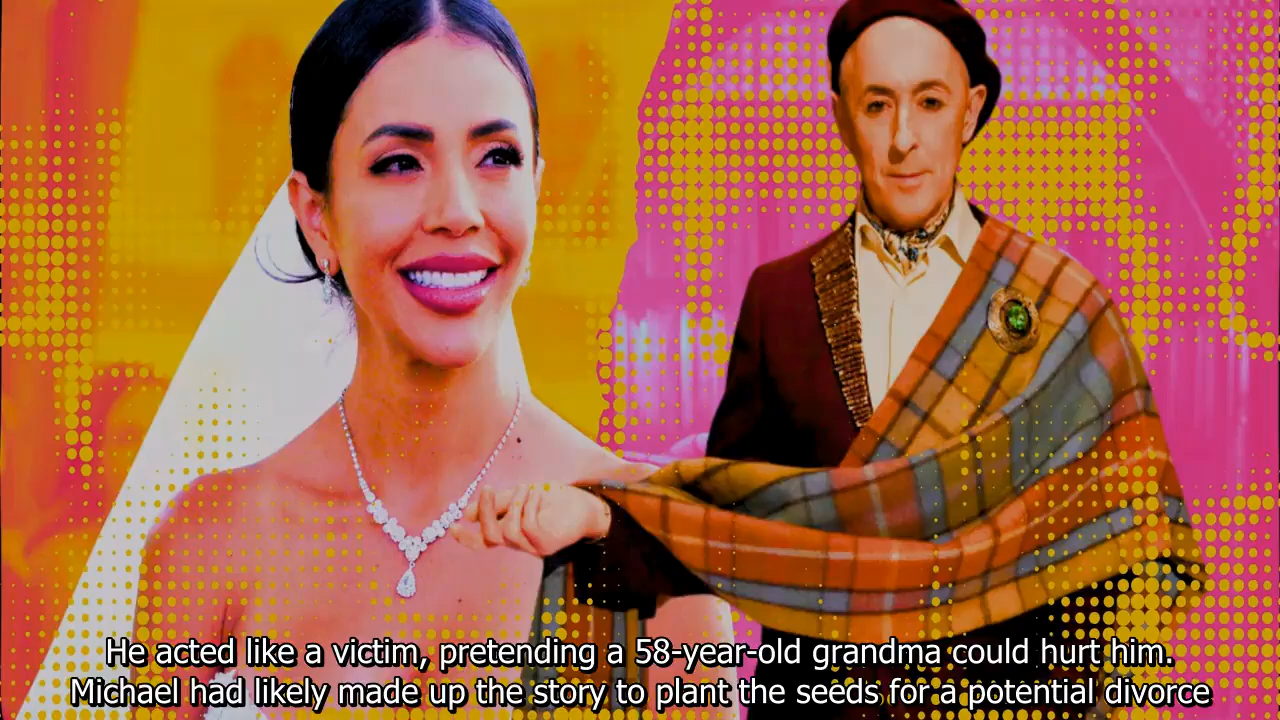 He acted like a victim, pretending a 58-year-old grandma could hurt him.
Michael had likely made up the story to plant the seeds for a potential divorce